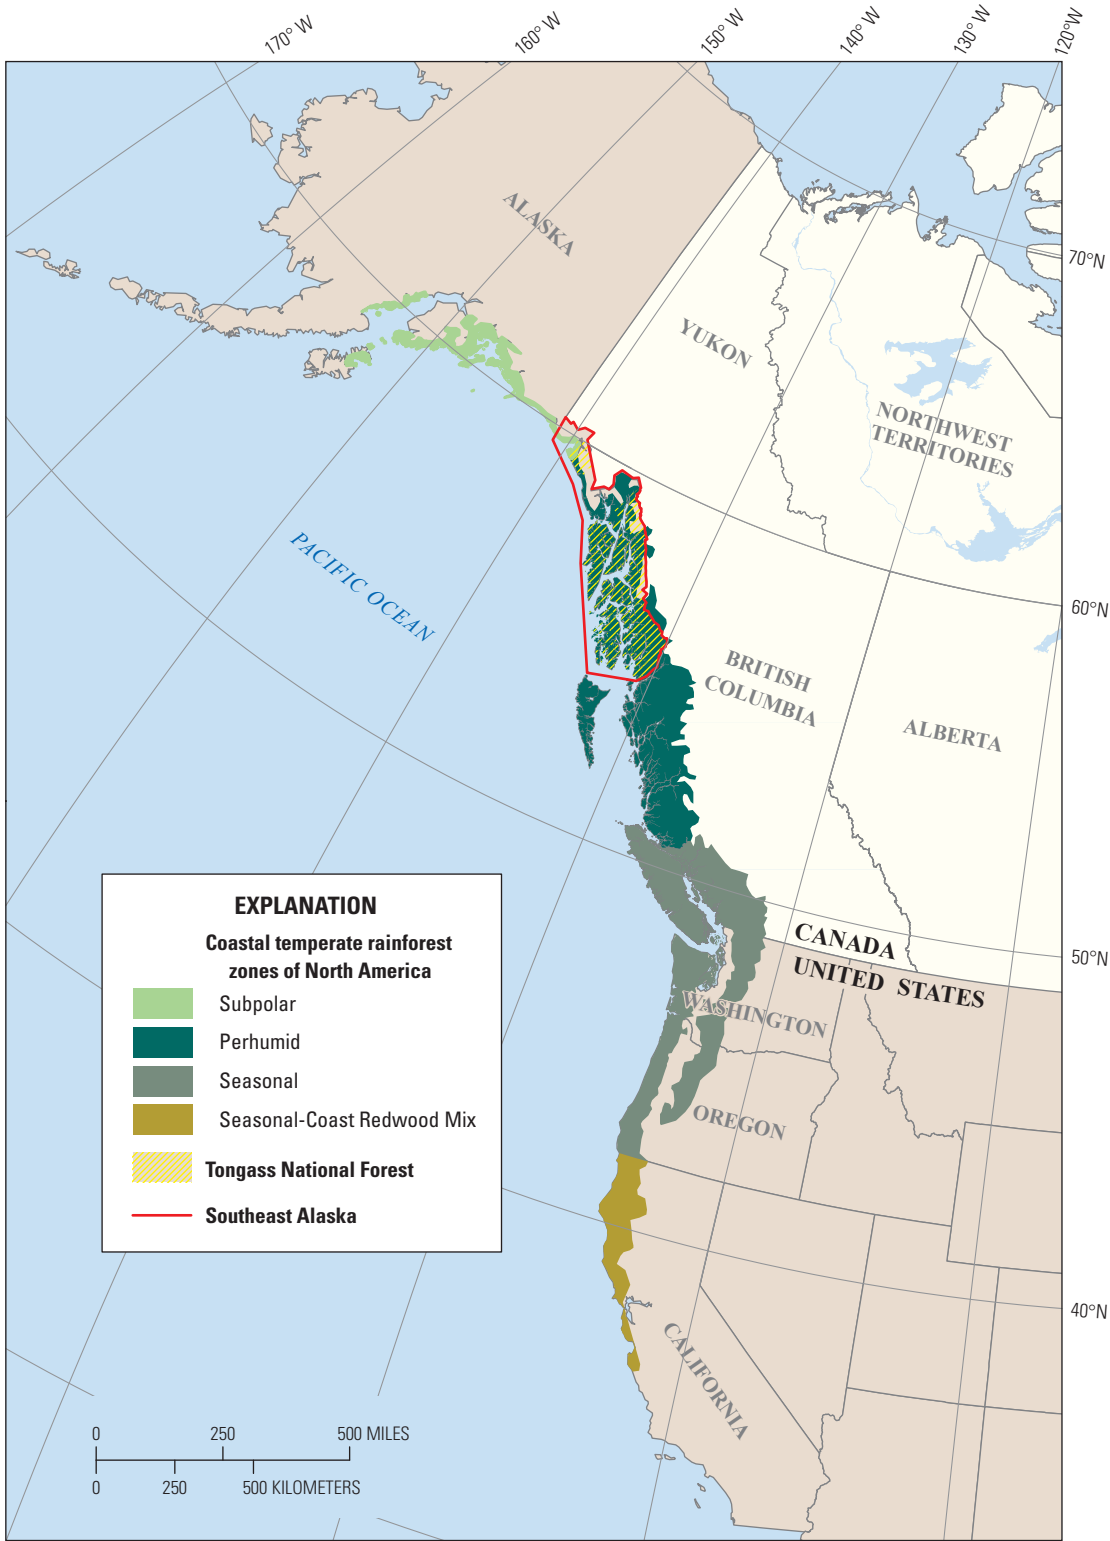 170° W
160° W
150° W
140° W
130° W
120°W
70°N
60°N
50°N
40°N
ALASKA
YUKON
NORTHWEST
TERRITORIES
PACIFIC OCEAN
BRITISH
COLUMBIA
ALBERTA
CANADA
UNITED STATES
WASHINGTON
OREGON
CALIFORNIA
EXPLANATION
Coastal temperate rainforest
zones of North America
Subpolar
Perhumid
Seasonal
Seasonal-Coast Redwood Mix
Tongass National Forest
Southeast Alaska
0 250 500 MILES
0 250 500 KILOMETERS